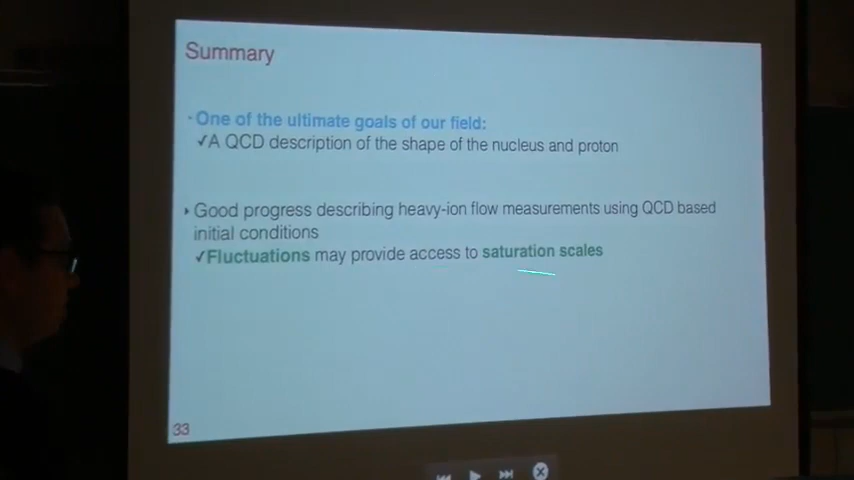 Summary
· One of the ultimate goals of our field:
✓A QCD description of the shape of the nucleus and proton
‣ Good progress describing heavy-ion flow measurements using QCD based
initial conditions
✓Fluctuations may provide access to saturation scales
33